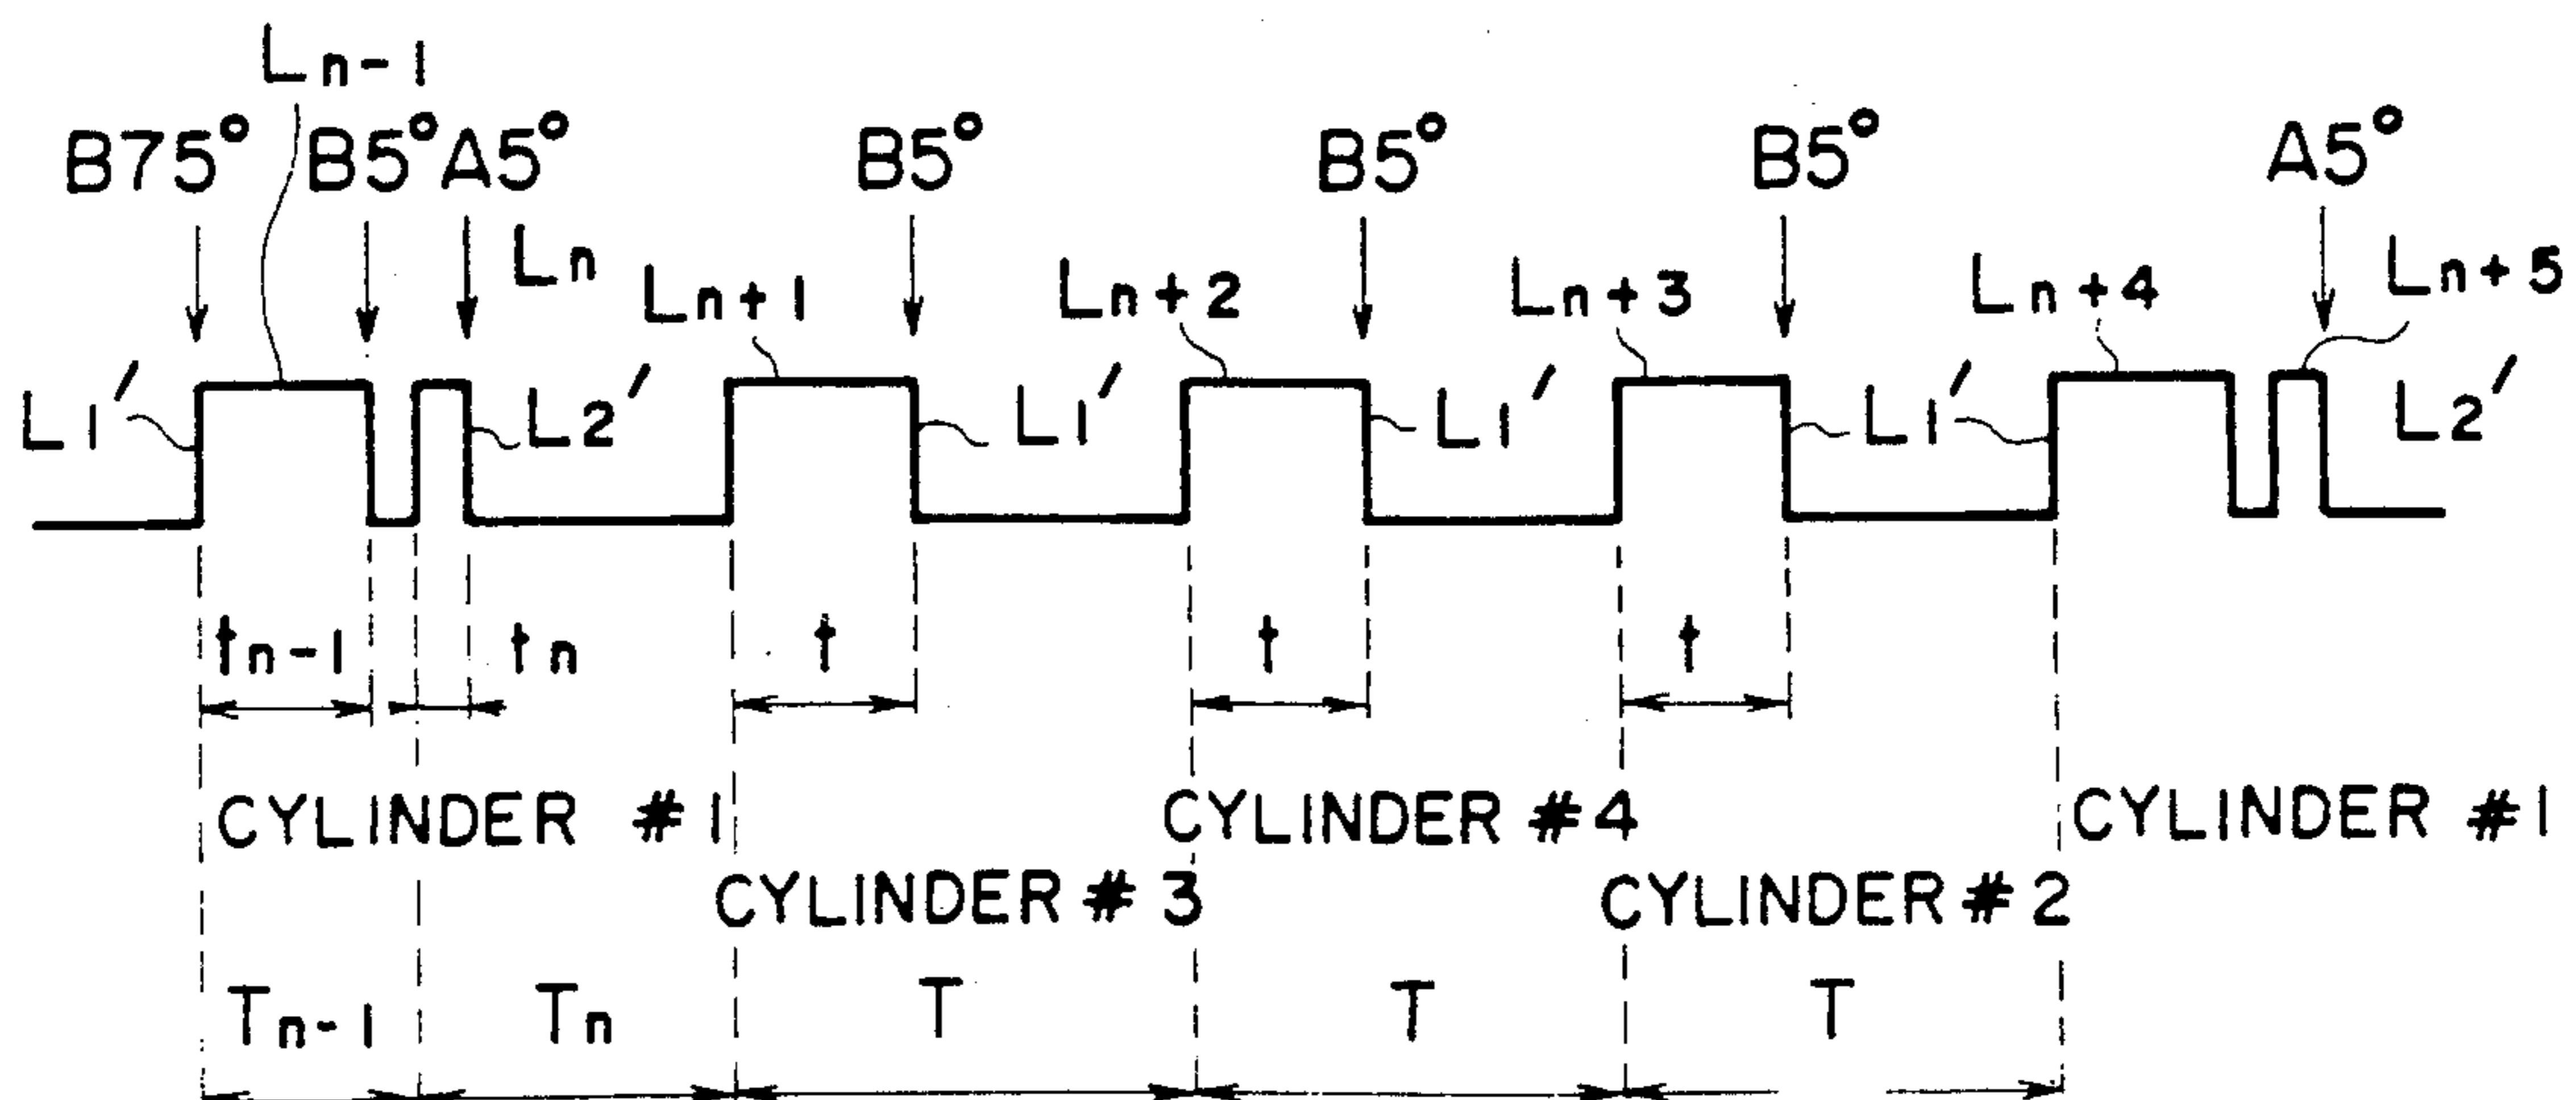 Ln-1
B75° B5° A5° B5° B5° B5° A5°
Ln Ln+1 Ln+2 Ln+3 Ln+4 Ln+5
L1′ L2′ L1′ L1′ L1′ L2′
tn-1 tn t t t
CYLINDER #1 CYLINDER #4 CYLINDER #1
CYLINDER #3 CYLINDER #2
Tn-1 Tn T T T